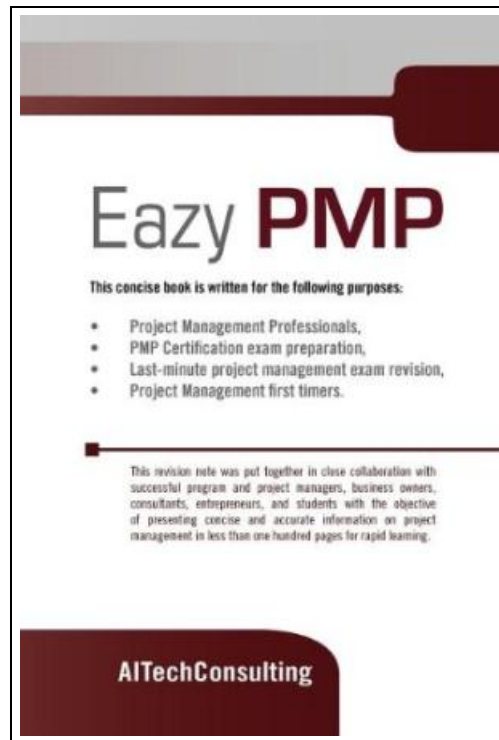 Eazy PMP
This concise book is written for the following purposes:
• Project Management Professionals,
• PMP Certification exam preparation,
• Last-minute project management exam revision,
• Project Management first timers.
This revision note was put together in close collaboration with
successful program and project managers, business owners,
consultants, entrepreneurs, and students with the objective
of presenting concise and accurate information on project
management in less than one hundred pages for rapid learning.
AITechConsulting